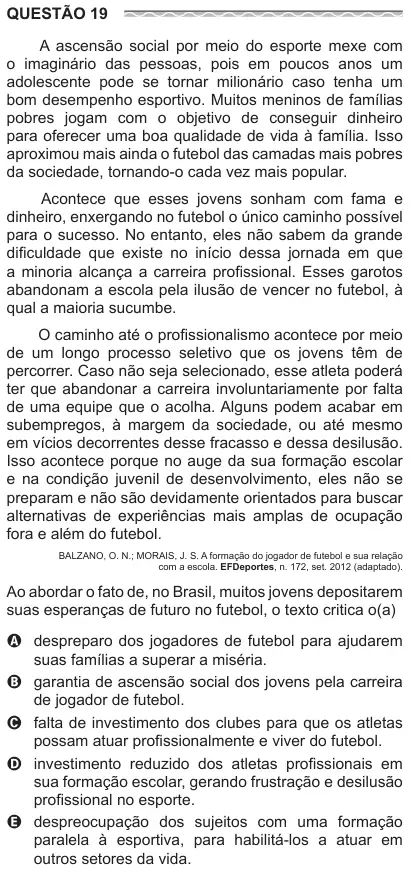 QUESTÃO 19
A ascensão social por meio do esporte mexe com
o imaginário das pessoas, pois em poucos anos um
adolescente pode se tornar milionário caso tenha um
bom desempenho esportivo. Muitos meninos de famílias
pobres jogam com o objetivo de conseguir dinheiro
para oferecer uma boa qualidade de vida à família. Isso
aproximou mais ainda o futebol das camadas mais pobres
da sociedade, tornando-o cada vez mais popular.
Acontece que esses jovens sonham com fama e
dinheiro, enxergando no futebol o único caminho possível
para o sucesso. No entanto, eles não sabem da grande
dificuldade que existe no início dessa jornada em que
a minoria alcança a carreira profissional. Esses garotos
abandonam a escola pela ilusão de vencer no futebol, à
qual a maioria sucumbe.
O caminho até o profissionalismo acontece por meio
de um longo processo seletivo que os jovens têm de
percorrer. Caso não seja selecionado, esse atleta poderá
ter que abandonar a carreira involuntariamente por falta
de uma equipe que o acolha. Alguns podem acabar em
subempregos, à margem da sociedade, ou até mesmo
em vícios decorrentes desse fracasso e dessa desilusão.
Isso acontece porque no auge da sua formação escolar
e na condição juvenil de desenvolvimento, eles não se
preparam e não são devidamente orientados para buscar
alternativas de experiências mais amplas de ocupação
fora e além do futebol.
BALZANO, O. N.; MORAIS, J. S. A formação do jogador de futebol e sua relação
com a escola. EFDeportes, n. 172, set. 2012 (adaptado).
Ao abordar o fato de, no Brasil, muitos jovens depositarem
suas esperanças de futuro no futebol, o texto critica o(a)
A despreparo dos jogadores de futebol para ajudarem
suas famílias a superar a miséria.
B garantia de ascensão social dos jovens pela carreira
de jogador de futebol.
C falta de investimento dos clubes para que os atletas
possam atuar profissionalmente e viver do futebol.
D investimento reduzido dos atletas profissionais em
sua formação escolar, gerando frustração e desilusão
profissional no esporte.
E despreocupação dos sujeitos com uma formação
paralela à esportiva, para habilitá-los a atuar em
outros setores da vida.